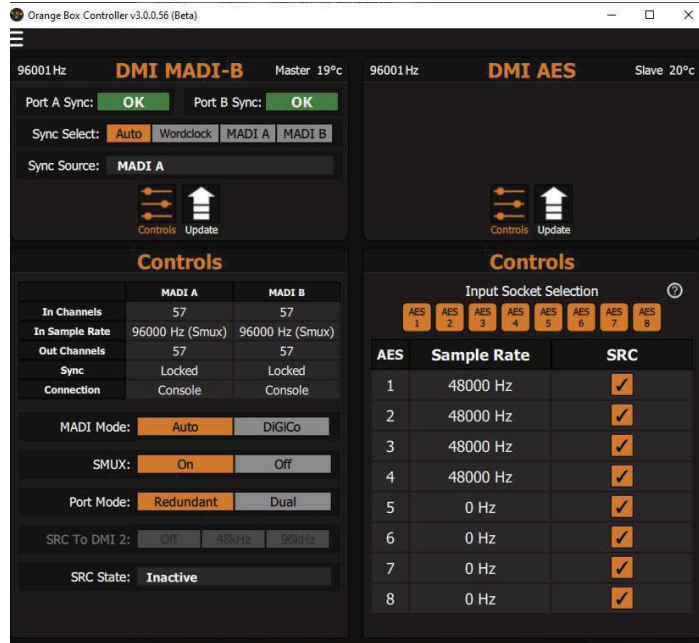 Orange Box Controller v3.0.0.56 (Beta)
96001 Hz DMI MADI-B Master 19°c
Port A Sync: OK Port B Sync: OK
Sync Select: Auto Wordclock MADI A MADI B
Sync Source: MADI A
Controls Update
Controls
MADI A MADI B
In Channels 57 57
In Sample Rate 96000 Hz (Smux) 96000 Hz (Smux)
Out Channels 57 57
Sync Locked Locked
Connection Console Console
MADI Mode: Auto DiGiCo
SMUX: On Off
Port Mode: Redundant Dual
SRC To DMI 2: Off 48kHz 96kHz
SRC State: Inactive
96001 Hz DMI AES Slave 20°c
Controls Update
Controls
Input Socket Selection ?
AES 1 AES 2 AES 3 AES 4 AES 5 AES 6 AES 7 AES 8
AES Sample Rate SRC
1 48000 Hz ✓
2 48000 Hz ✓
3 48000 Hz ✓
4 48000 Hz ✓
5 0 Hz ✓
6 0 Hz ✓
7 0 Hz ✓
8 0 Hz ✓